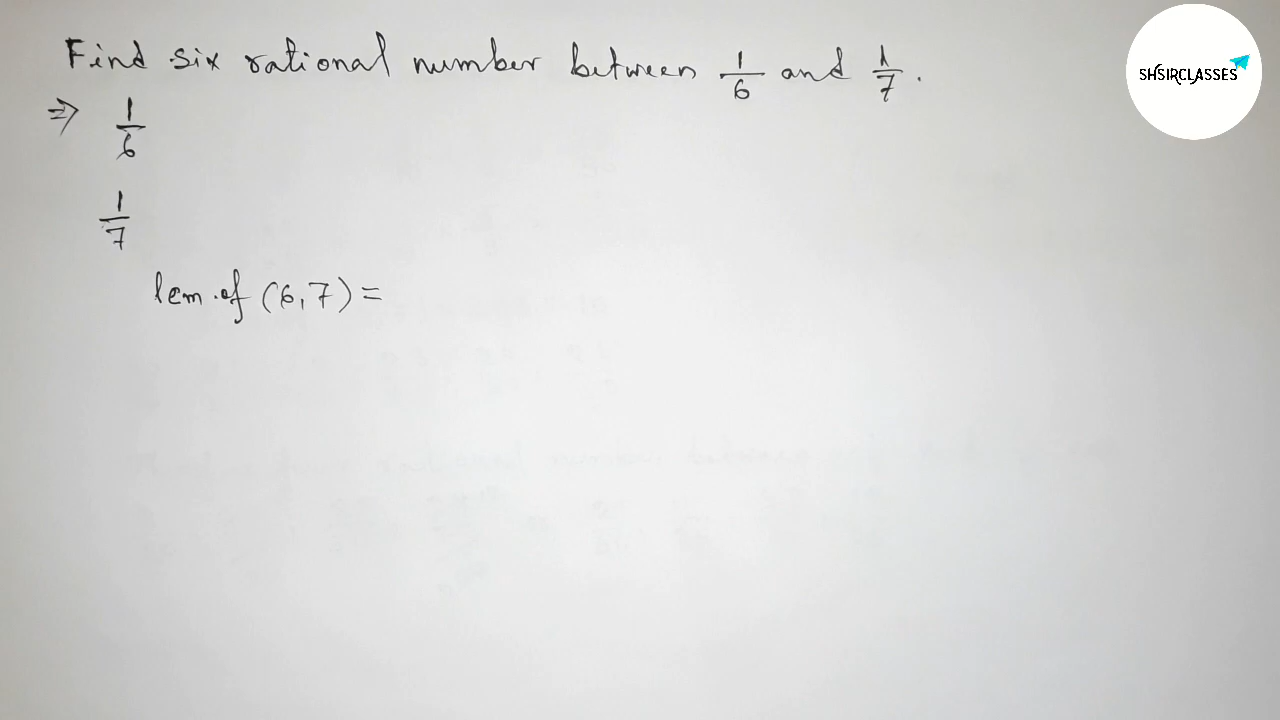 Find six rational number between 1/6 and 1/7.
⇒ 1/6
1/7
lcm.of (6,7) =
SHSIRCLASSES